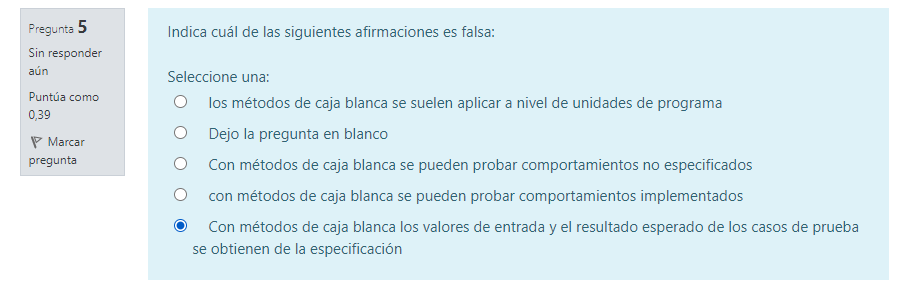 Pregunta 5
Sin responder
aún
Puntúa como
0,39
Marcar
pregunta
Indica cuál de las siguientes afirmaciones es falsa:
Seleccione una:
los métodos de caja blanca se suelen aplicar a nivel de unidades de programa
Dejo la pregunta en blanco
Con métodos de caja blanca se pueden probar comportamientos no especificados
con métodos de caja blanca se pueden probar comportamientos implementados
Con métodos de caja blanca los valores de entrada y el resultado esperado de los casos de prueba
se obtienen de la especificación